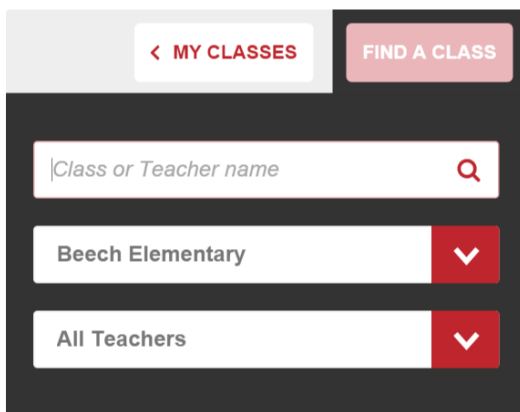 MY CLASSES
FIND A CLASS
Class or Teacher name
Beech Elementary
All Teachers